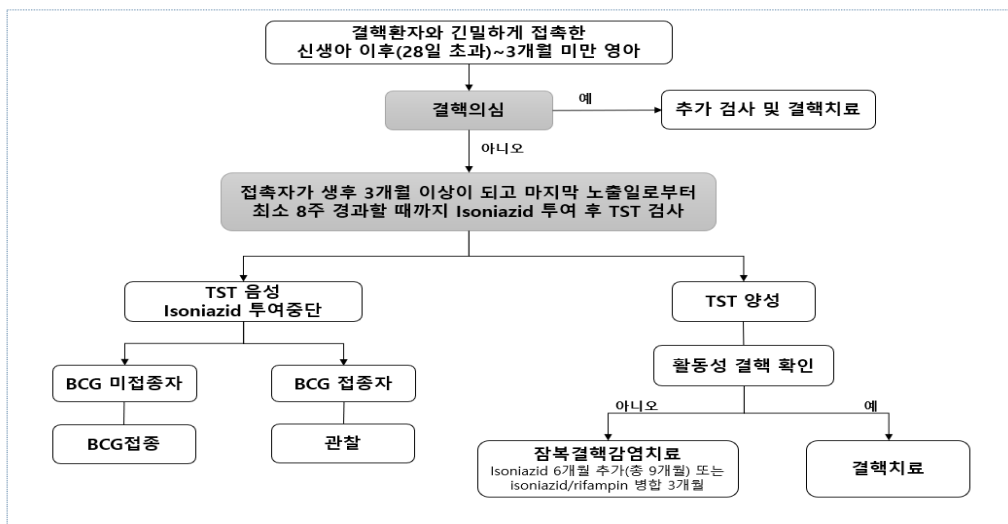 결핵환자와 긴밀하게 접촉한
신생아 이후(28일 초과)~3개월 미만 영아
결핵의심
예
추가 검사 및 결핵치료
아니오
접촉자가 생후 3개월 이상이 되고 마지막 노출일로부터
최소 8주 경과할 때까지 Isoniazid 투여 후 TST 검사
TST 음성
Isoniazid 투여중단
TST 양성
BCG 미접종자
BCG 접종자
활동성 결핵 확인
BCG접종
관찰
아니오
예
잠복결핵감염치료
Isoniazid 6개월 추가(총 9개월) 또는
isoniazid/rifampin 병합 3개월
결핵치료